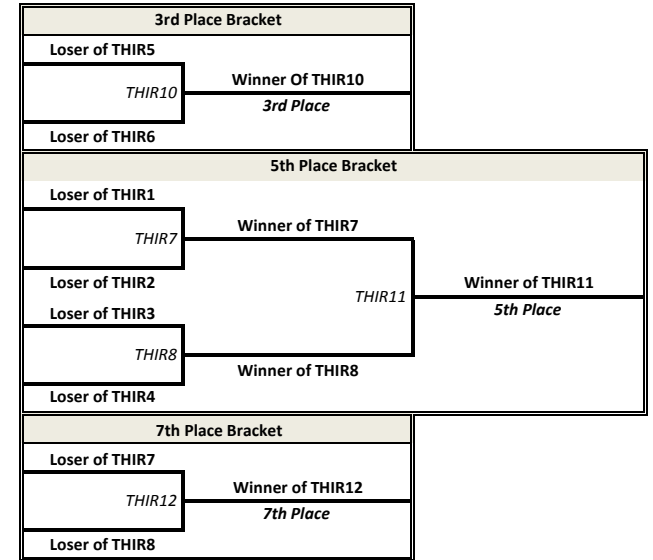 3rd Place Bracket
Loser of THIR5
THIR10
Winner Of THIR10
3rd Place
Loser of THIR6
5th Place Bracket
Loser of THIR1
THIR7
Winner of THIR7
Loser of THIR2
THIR11
Winner of THIR11
5th Place
Loser of THIR3
THIR8
Winner of THIR8
Loser of THIR4
7th Place Bracket
Loser of THIR7
THIR12
Winner of THIR12
7th Place
Loser of THIR8